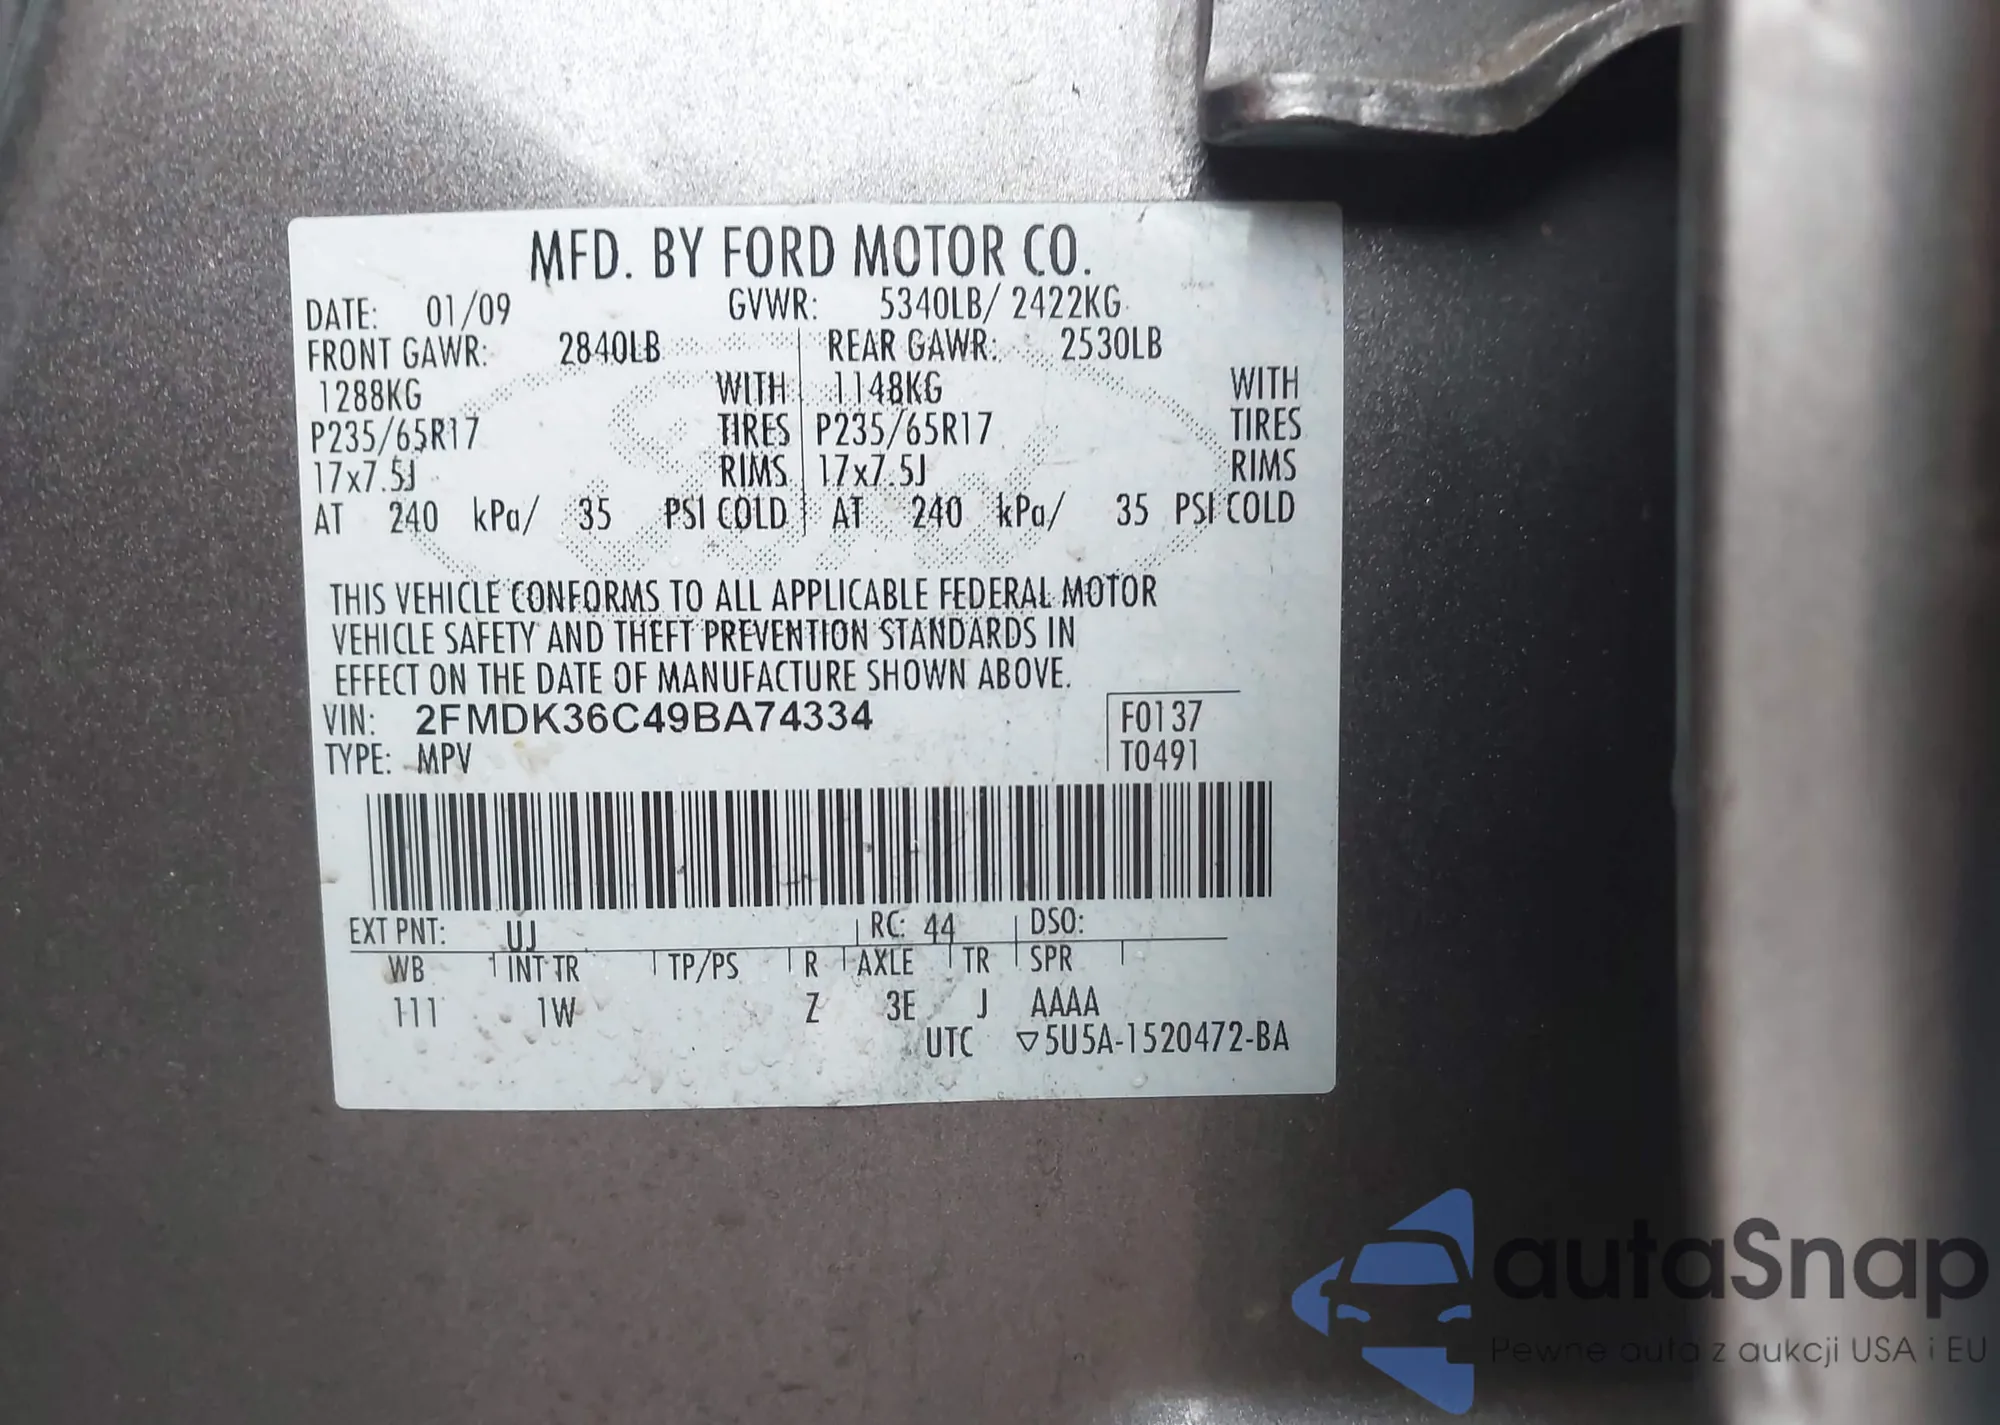 MFD. BY FORD MOTOR CO.
DATE: 01/09 GVWR: 5340LB/ 2422KG
FRONT GAWR: 2840LB REAR GAWR: 2530LB
1288KG WITH 1148KG WITH
P235/65R17 TIRES P235/65R17 TIRES
17x7.5J RIMS 17x7.5J RIMS
AT 240 kPa/ 35 PSI COLD AT 240 kPa/ 35 PSI COLD
THIS VEHICLE CONFORMS TO ALL APPLICABLE FEDERAL MOTOR
VEHICLE SAFETY AND THEFT PREVENTION STANDARDS IN
EFFECT ON THE DATE OF MANUFACTURE SHOWN ABOVE.
VIN: 2FMDK36C49BA74334 F0137
TYPE: MPV T0491
EXT PNT: UJ RC: 44 DSO:
WB INT TR TP/PS R AXLE TR SPR
111 1W Z 3E J AAAA
UTC ▽5U5A-1520472-BA
autaSnap
Pewne auta z aukcji USA i EU